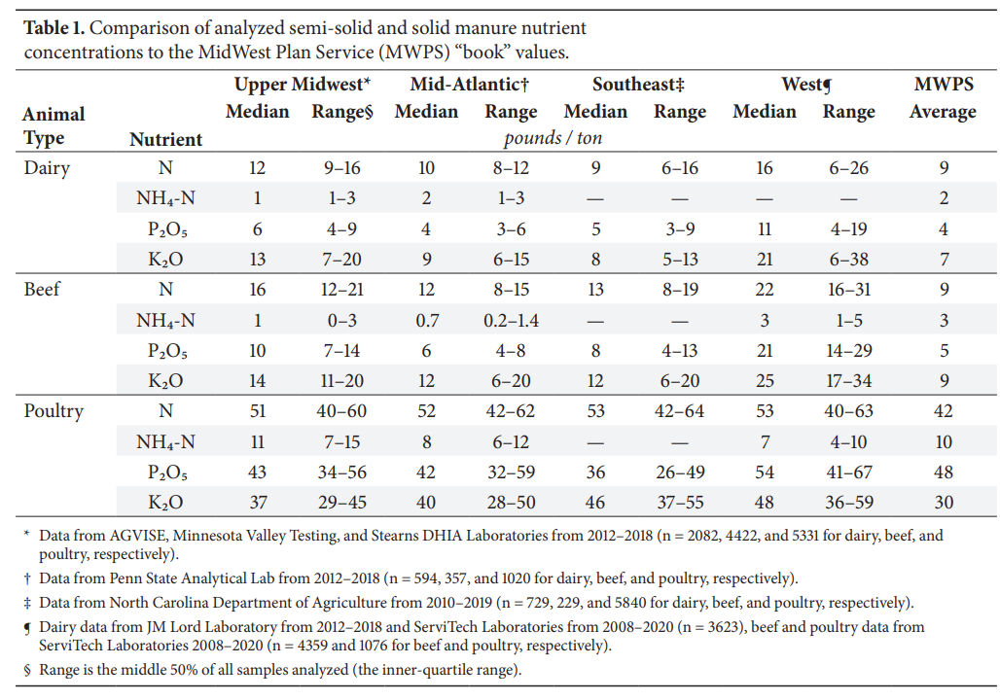 Table 1. Comparison of analyzed semi-solid and solid manure nutrient
concentrations to the MidWest Plan Service (MWPS) “book” values.
Upper Midwest* Mid-Atlantic† Southeast‡ West¶ MWPS
Animal Type Nutrient Median Range§ Median Range Median Range Median Range Average
pounds / ton
Dairy N 12 9–16 10 8–12 9 6–16 16 6–26 9
NH₄-N 1 1–3 2 1–3 — — — — 2
P₂O₅ 6 4–9 4 3–6 5 3–9 11 4–19 4
K₂O 13 7–20 9 6–15 8 5–13 21 6–38 7
Beef N 16 12–21 12 8–15 13 8–19 22 16–31 9
NH₄-N 1 0–3 0.7 0.2–1.4 — — 3 1–5 3
P₂O₅ 10 7–14 6 4–8 8 4–13 21 14–29 5
K₂O 14 11–20 12 6–20 12 6–20 25 17–34 9
Poultry N 51 40–60 52 42–62 53 42–64 53 40–63 42
NH₄-N 11 7–15 8 6–12 — — 7 4–10 10
P₂O₅ 43 34–56 42 32–59 36 26–49 54 41–67 48
K₂O 37 29–45 40 28–50 46 37–55 48 36–59 30
* Data from AGVISE, Minnesota Valley Testing, and Stearns DHIA Laboratories from 2012–2018 (n = 2082, 4422, and 5331 for dairy, beef, and
poultry, respectively).
† Data from Penn State Analytical Lab from 2012–2018 (n = 594, 357, and 1020 for dairy, beef, and poultry, respectively).
‡ Data from North Carolina Department of Agriculture from 2010–2019 (n = 729, 229, and 5840 for dairy, beef, and poultry, respectively).
¶ Dairy data from JM Lord Laboratory from 2012–2018 and ServiTech Laboratories from 2008–2020 (n = 3623), beef and poultry data from
ServiTech Laboratories 2008–2020 (n = 4359 and 1076 for beef and poultry, respectively).
§ Range is the middle 50% of all samples analyzed (the inner-quartile range).